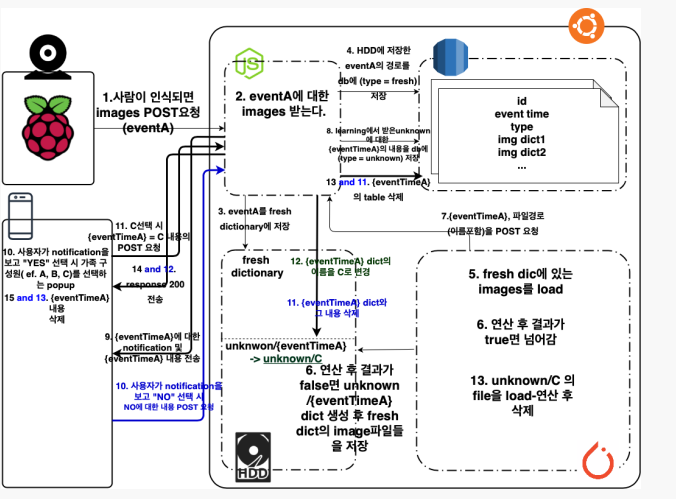 1.사람이 인식되면
images POST요청
(eventA)
2. eventA에 대한
images 받는다.
4. HDD에 저장한
eventA의 경로를
db에 (type = fresh)
저장
8. learning에서 받은unknown
에 대한
{eventTimeA}의 내용을 db에
(type = unknown) 저장
13 and 11. {eventTimeA}
의 table 삭제
id
event time
type
img dict1
img dict2
...
3. eventA를 fresh
dictionary에 저장
7.{eventTimeA}, 파일경로
(이름포함)을 POST 요청
11. C선택 시
{eventTimeA} = C 내용의
POST 요청
14 and 12.
response 200
전송
10. 사용자가 notification을
보고 "YES" 선택 시 가족 구
성원( ef. A, B, C)를 선택하
는 popup
15 and 13. {eventTimeA}
내용
삭제
9. {eventTimeA}에 대한
notification 및
{eventTimeA} 내용 전송
10. 사용자가 notification을
보고 "NO" 선택 시
NO에 대한 내용 POST 요청
fresh
dictionary
12. {eventTimeA} dict의
이름을 C로 변경
11. {eventTimeA} dict와
그 내용 삭제
unknwon/{eventTimeA}
-> unknown/C
6. 연산 후 결과가
false면 unknown
/{eventTimeA}
dict 생성 후 fresh
dict의 image파일들
을 저장
HDD
5. fresh dic에 있는
images를 load
6. 연산 후 결과가
true면 넘어감
13. unknown/C 의
file을 load-연산 후
삭제